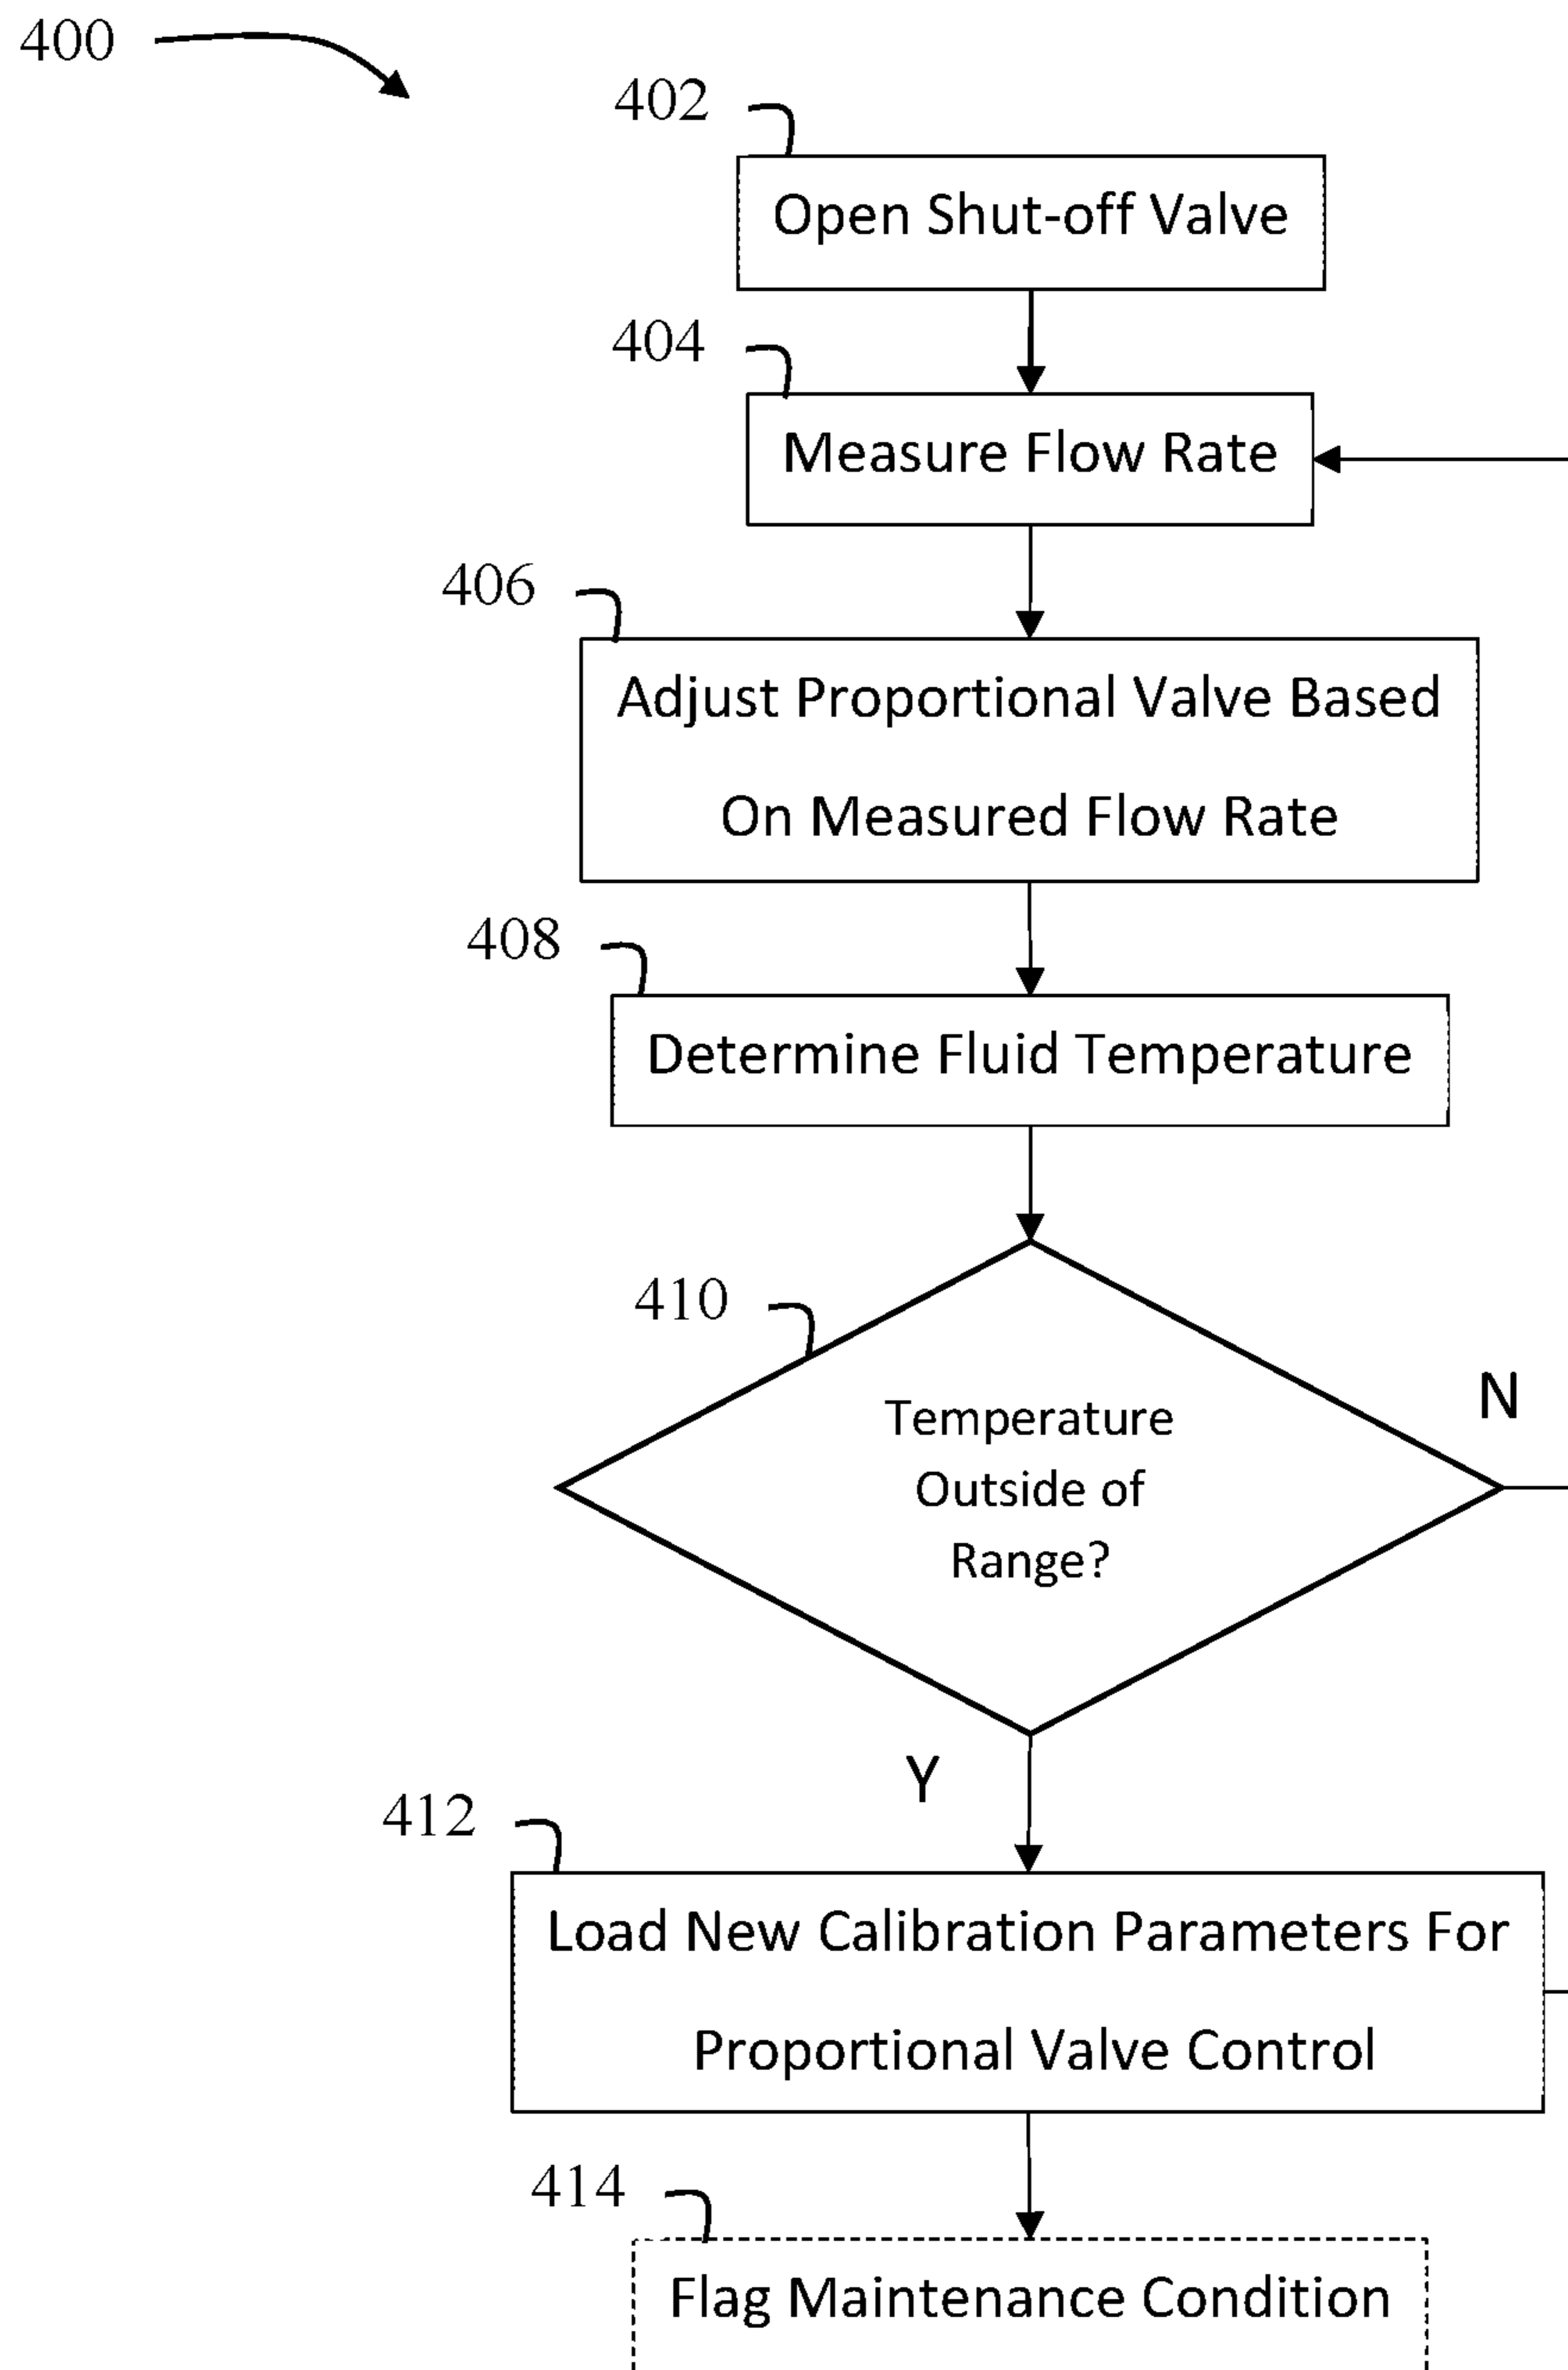 400
402
Open Shut-off Valve
404
Measure Flow Rate
406
Adjust Proportional Valve Based
On Measured Flow Rate
408
Determine Fluid Temperature
410
Temperature
Outside of
Range?
N
Y
412
Load New Calibration Parameters For
Proportional Valve Control
414
Flag Maintenance Condition